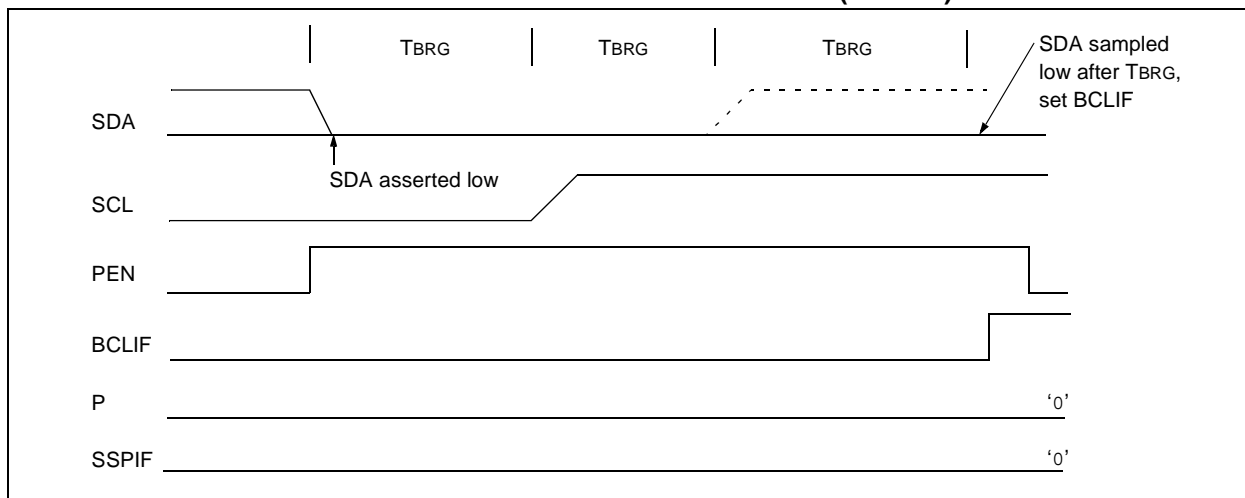 TBRG TBRG TBRG
SDA sampled
low after TBRG,
set BCLIF
SDA
SDA asserted low
SCL
PEN
BCLIF
P
‘0’
SSPIF
‘0’